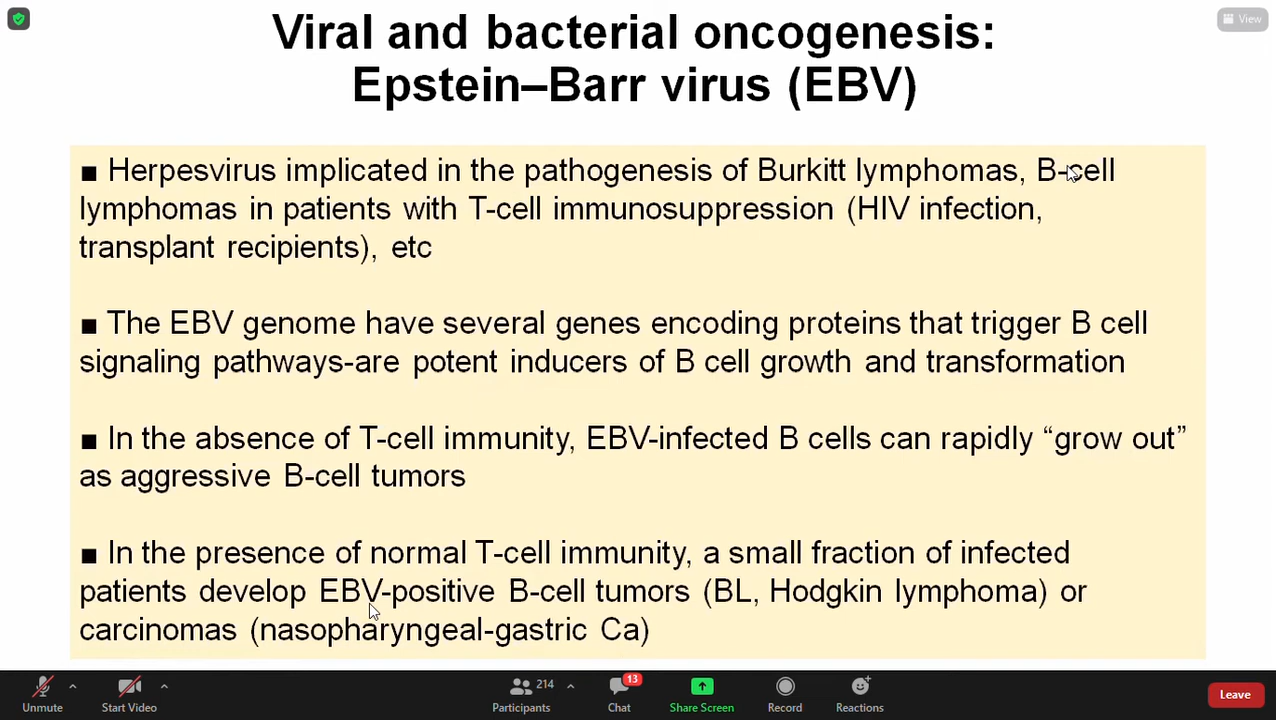 View
Viral and bacterial oncogenesis:
Epstein–Barr virus (EBV)
■ Herpesvirus implicated in the pathogenesis of Burkitt lymphomas, B-cell
lymphomas in patients with T-cell immunosuppression (HIV infection,
transplant recipients), etc
■ The EBV genome have several genes encoding proteins that trigger B cell
signaling pathways-are potent inducers of B cell growth and transformation
■ In the absence of T-cell immunity, EBV-infected B cells can rapidly “grow out”
as aggressive B-cell tumors
■ In the presence of normal T-cell immunity, a small fraction of infected
patients develop EBV-positive B-cell tumors (BL, Hodgkin lymphoma) or
carcinomas (nasopharyngeal-gastric Ca)
214
13
Unmute
Start Video
Participants
Chat
Share Screen
Record
Reactions
Leave